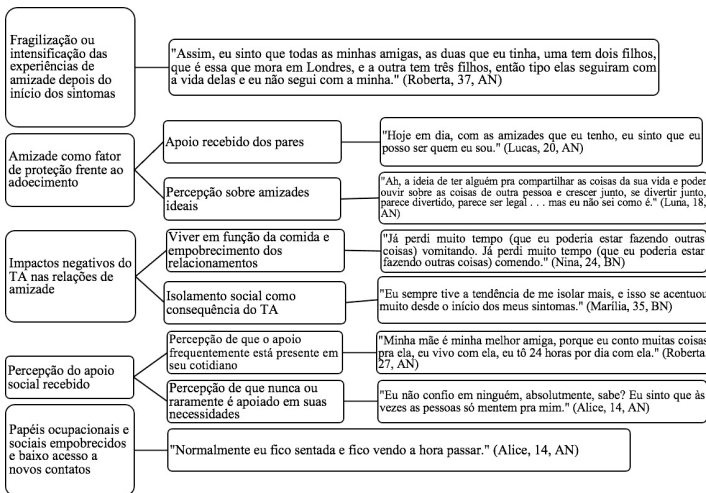 Fragilização ou
intensificação das
experiências de
amizade depois do
início dos sintomas
"Assim, eu sinto que todas as minhas amigas, as duas que eu tinha, uma tem dois filhos,
que é essa que mora em Londres, e a outra tem três filhos, então tipo elas seguiram com
a vida delas e eu não segui com a minha." (Roberta, 37, AN)
Amizade como fator
de proteção frente ao
adoecimento
Apoio recebido dos pares
"Hoje em dia, com as amizades que eu tenho, eu sinto que eu
posso ser quem eu sou." (Lucas, 20, AN)
Percepção sobre amizades
ideais
"Ah, a ideia de ter alguém pra compartilhar as coisas da sua vida e poder
ouvir sobre as coisas de outra pessoa e crescer junto, se divertir junto,
parece divertido, parece ser legal . . . mas eu não sei como é." (Luna, 18,
AN)
Impactos negativos do
TA nas relações de
amizade
Viver em função da comida e
empobrecimento dos
relacionamentos
"Já perdi muito tempo (que eu poderia estar fazendo outras
coisas) vomitando. Já perdi muito tempo (que eu poderia estar
fazendo outras coisas) comendo." (Nina, 24, BN)
Isolamento social como
consequência do TA
"Eu sempre tive a tendência de me isolar mais, e isso se acentuou
muito desde o início dos meus sintomas." (Marília, 35, BN)
Percepção do apoio
social recebido
Percepção de que o apoio
frequentemente está presente em
seu cotidiano
"Minha mãe é minha melhor amiga, porque eu conto muitas coisas
pra ela, eu vivo com ela, eu tô 24 horas por dia com ela." (Roberta
27, AN)
Percepção de que nunca ou
raramente é apoiado em suas
necessidades
"Eu não confio em ninguém, absolutamente, sabe? Eu sinto que às
vezes as pessoas só mentem pra mim." (Alice, 14, AN)
Papéis ocupacionais e
sociais empobrecidos
e baixo acesso a
novos contatos
"Normalmente eu fico sentada e fico vendo a hora passar." (Alice, 14, AN)